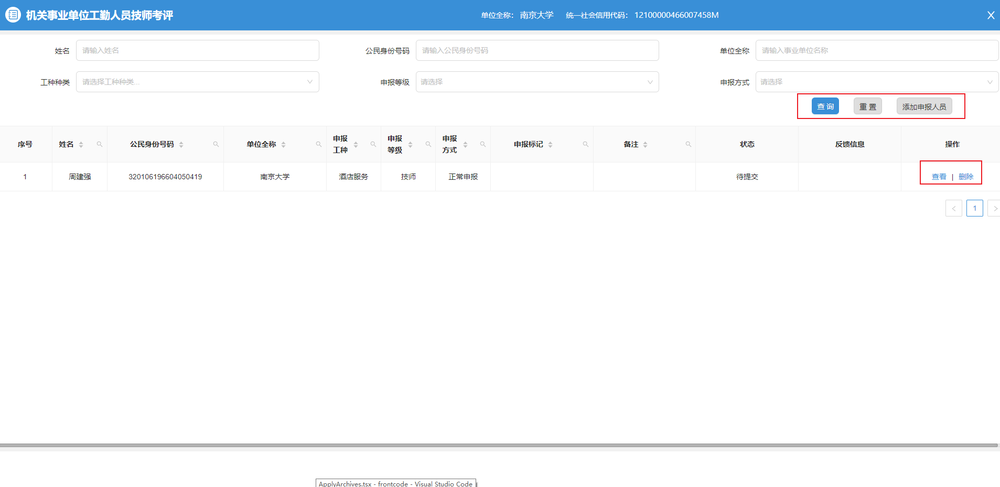 机关事业单位工勤人员技师考评
单位全称： 南京大学 统一社会信用代码： 12100000466007458M
姓名 请输入姓名 公民身份号码 请输入公民身份号码 单位全称 请输入事业单位名称
工种种类 请选择工种种类... 申报等级 请选择 申报方式 请选择
查 询 重 置 添加申报人员
序号 姓名 公民身份号码 单位全称 申报工种 申报等级 申报方式 申报标记 备注 状态 反馈信息 操作
1 周建强 320106196604050419 南京大学 酒店服务 技师 正常申报 待提交 查看 | 删除
< 1 >
ApplyArchives.tsx - frontcode - Visual Studio Code